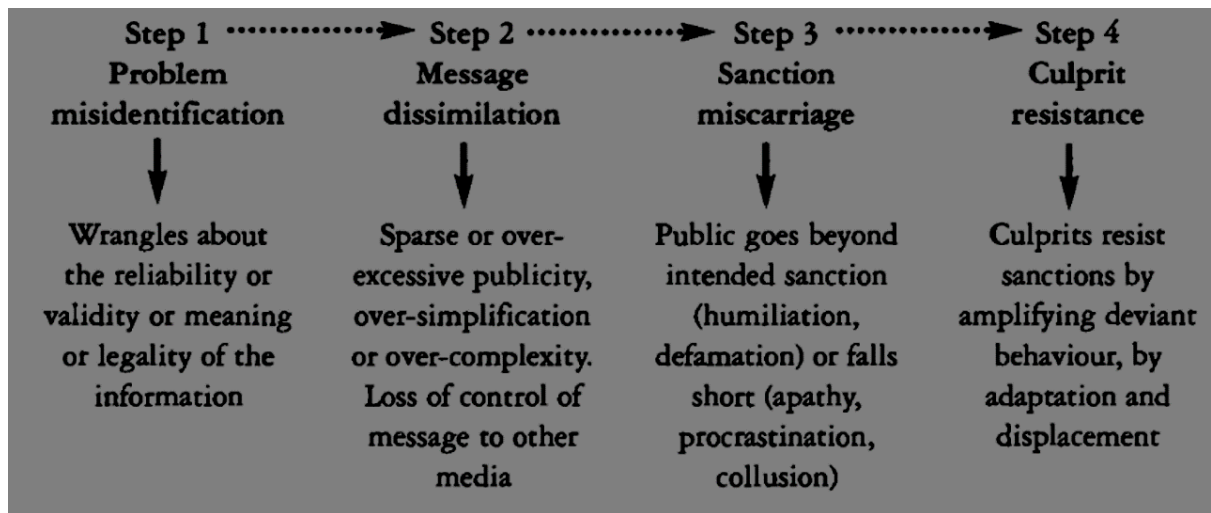 Step 1 Step 2 Step 3 Step 4
Problem
misidentification
Message
dissimilation
Sanction
miscarriage
Culprit
resistance
Wrangles about
the reliability or
validity or meaning
or legality of the
information
Sparse or over-
excessive publicity,
over-simplification
or over-complexity.
Loss of control of
message to other
media
Public goes beyond
intended sanction
(humiliation,
defamation) or falls
short (apathy,
procrastination,
collusion)
Culprits resist
sanctions by
amplifying deviant
behaviour, by
adaptation and
displacement